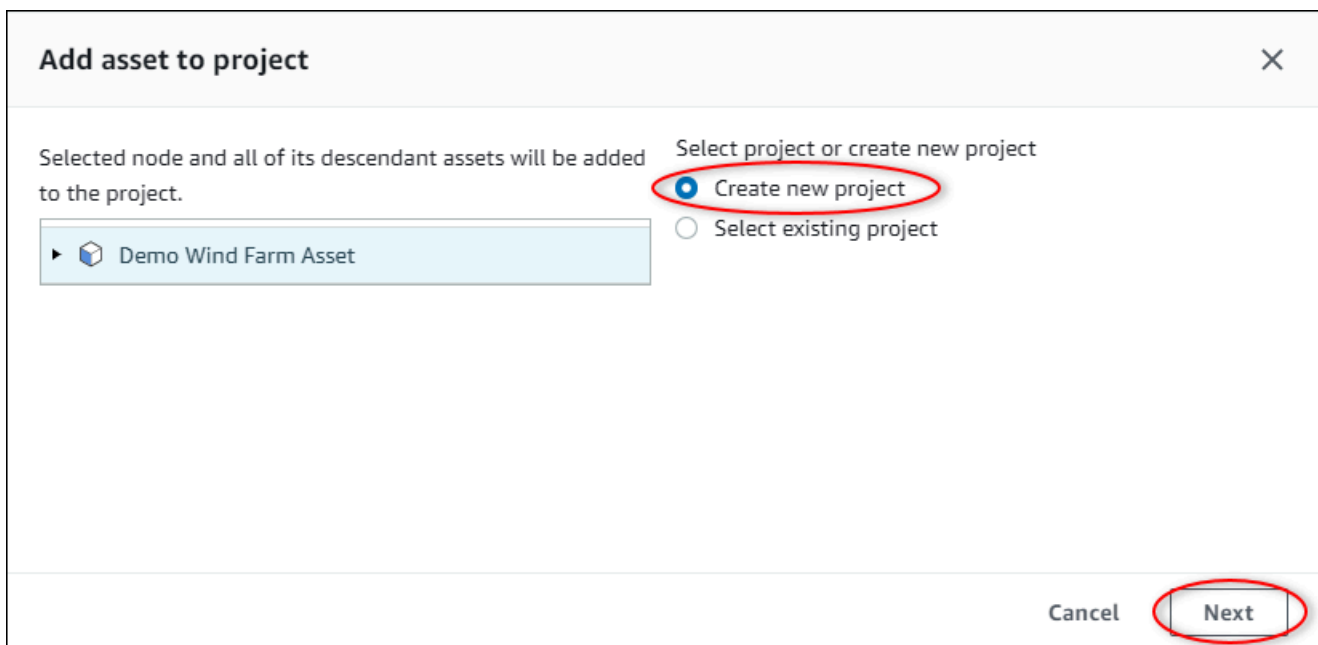 Add asset to project
Selected node and all of its descendant assets will be added
to the project.
Demo Wind Farm Asset
Select project or create new project
Create new project
Select existing project
Cancel
Next